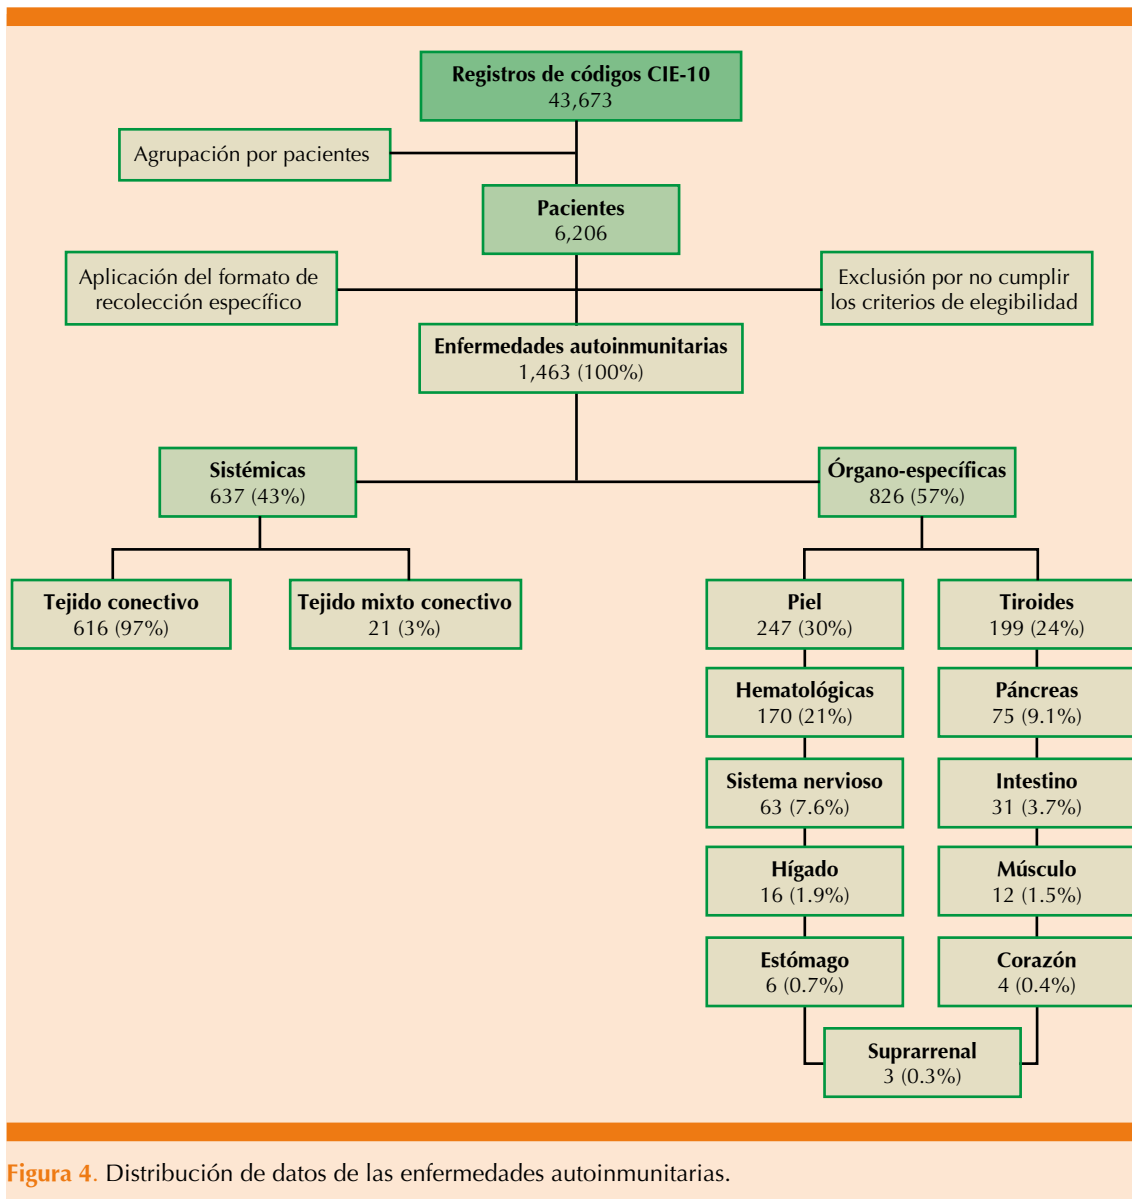 Registros de códigos CIE-10
43,673
Agrupación por pacientes
Pacientes
6,206
Aplicación del formato de
recolección específico
Exclusión por no cumplir
los criterios de elegibilidad
Enfermedades autoinmunitarias
1,463 (100%)
Sistémicas
637 (43%)
Órgano-específicas
826 (57%)
Tejido conectivo
616 (97%)
Tejido mixto conectivo
21 (3%)
Piel
247 (30%)
Tiroides
199 (24%)
Hematológicas
170 (21%)
Páncreas
75 (9.1%)
Sistema nervioso
63 (7.6%)
Intestino
31 (3.7%)
Hígado
16 (1.9%)
Músculo
12 (1.5%)
Estómago
6 (0.7%)
Corazón
4 (0.4%)
Suprarrenal
3 (0.3%)
Figura 4. Distribución de datos de las enfermedades autoinmunitarias.